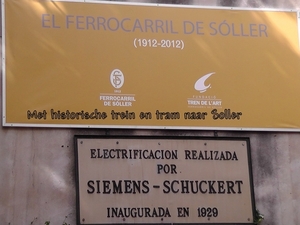 EL FERROCARRIL DE SÓLLER
(1912-2012)
FERROCARRIL
DE SÓLLER
TREN DE L'ART
Met historische trein en tram naar Soller
ELECTRIFICACION REALIZADA
POR
SIEMENS-SCHUCKERT
INAUGURADA EN 1929